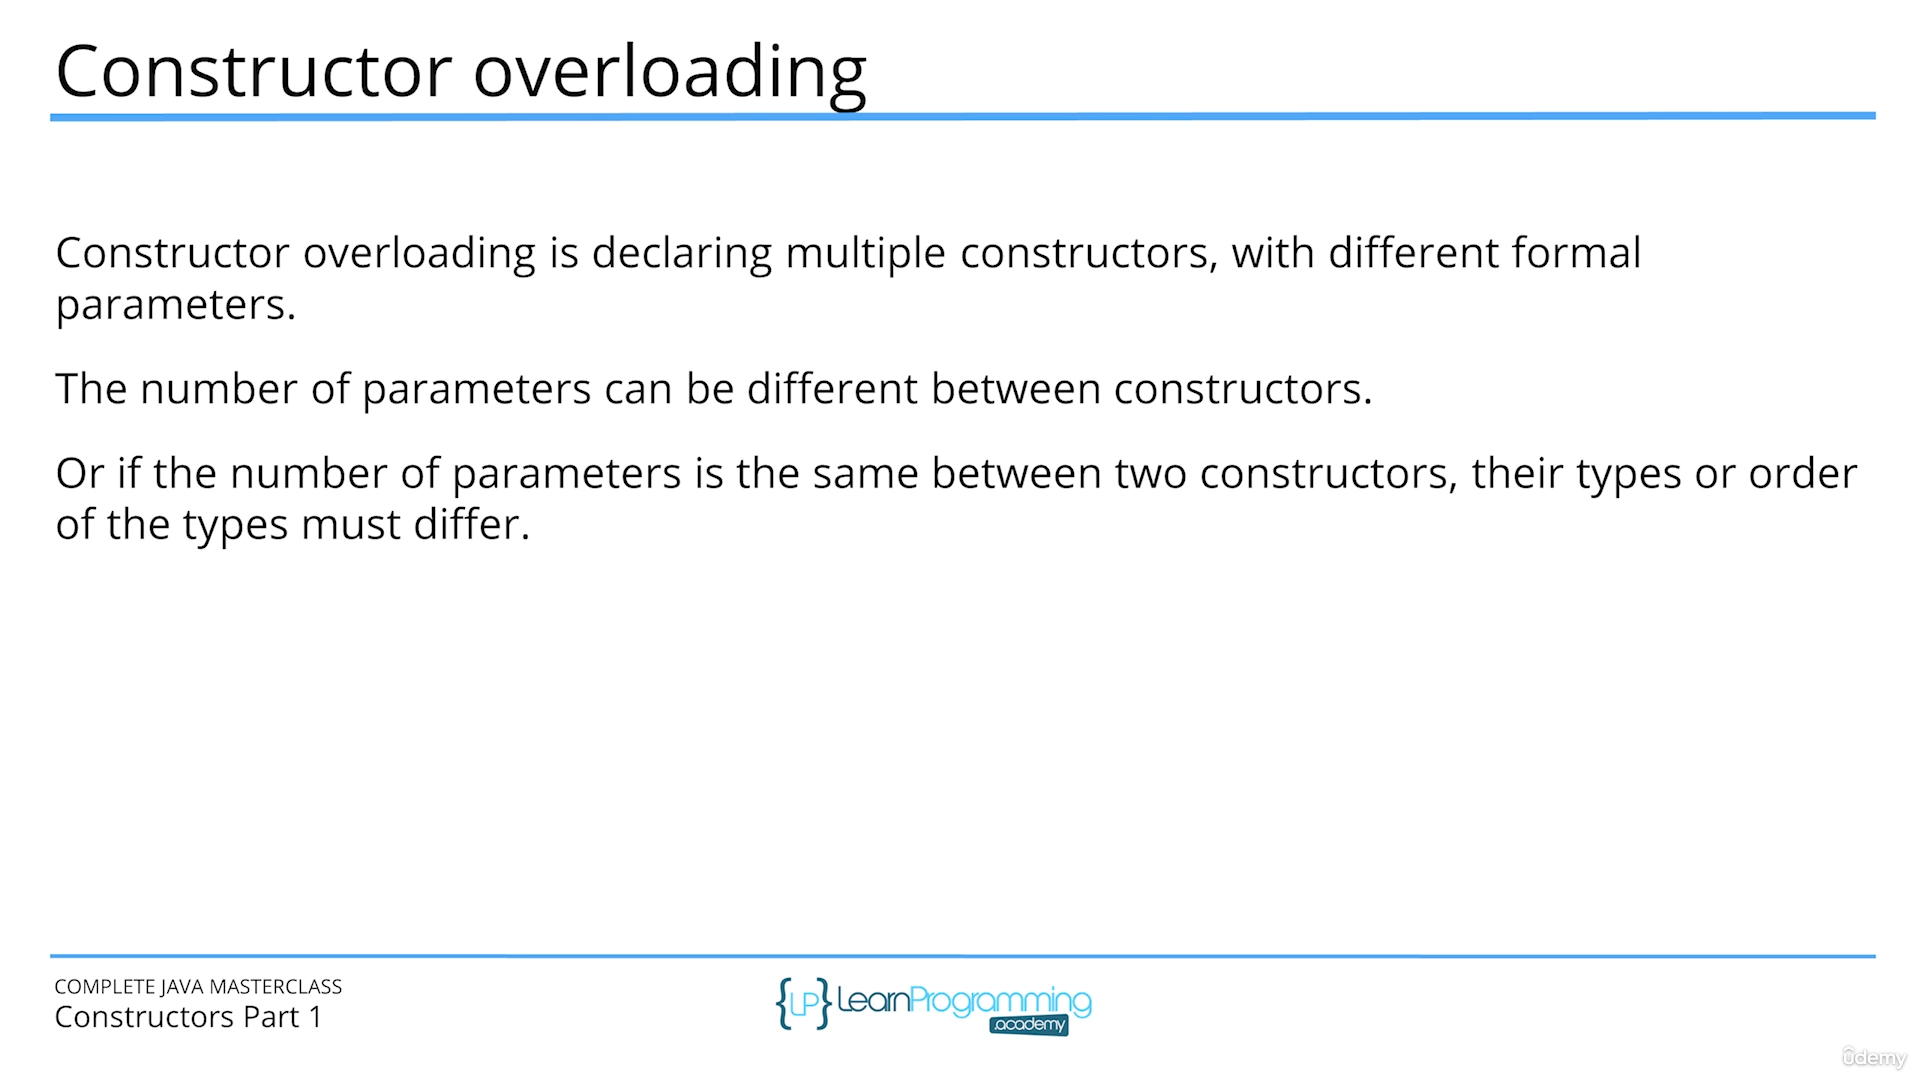 Constructor overloading
Constructor overloading is declaring multiple constructors, with different formal
parameters.
The number of parameters can be different between constructors.
Or if the number of parameters is the same between two constructors, their types or order
of the types must differ.
COMPLETE JAVA MASTERCLASS
Constructors Part 1
{LP} LearnProgramming
.academy
ûdemy